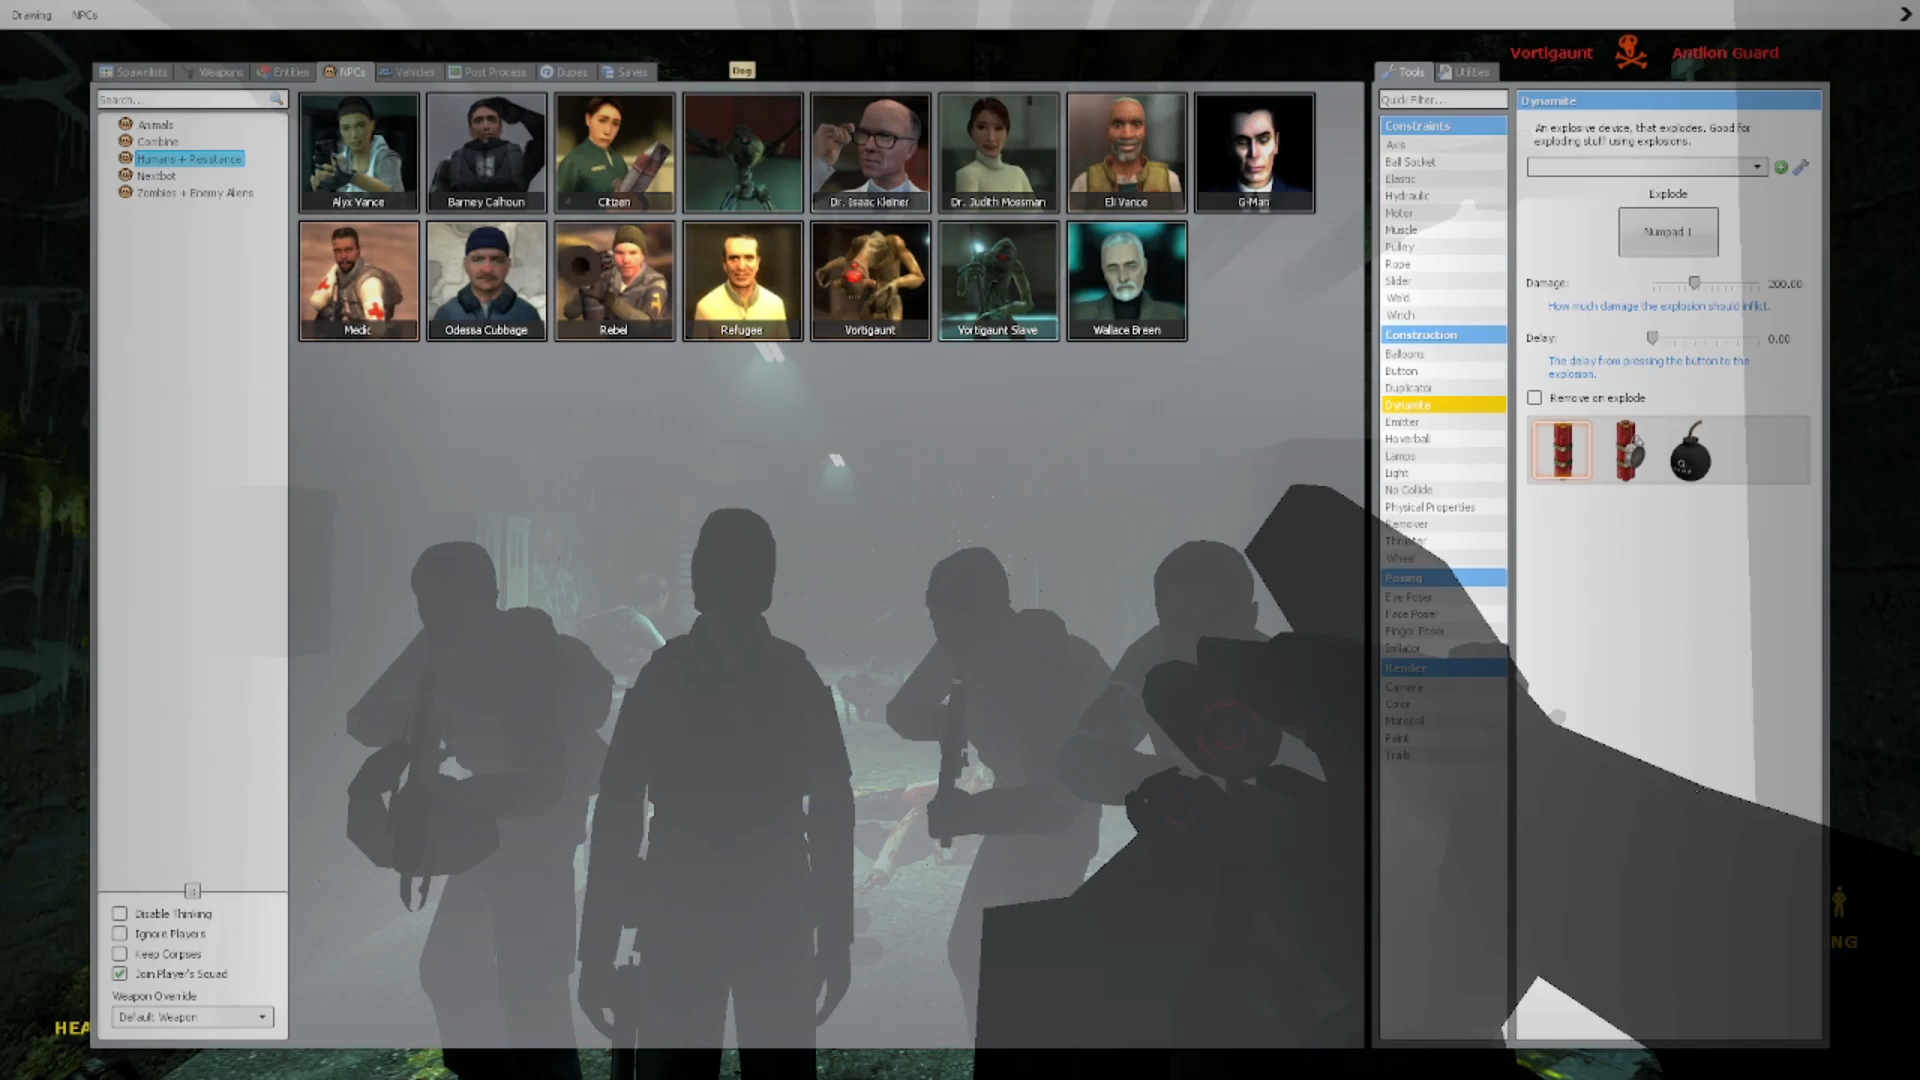 Drawing NPCs
Vortigaunt Antlion Guard
Spawnlists Weapons Entities NPCs Vehicles Post Process Dupes Saves
Dog
Tools Utilities
Search...
Animals
Combine
Humans + Resistance
Nextbot
Zombies + Enemy Aliens
Alyx Vance
Barney Calhoun
Citizen
Dr. Isaac Kleiner
Dr. Judith Mossman
Eli Vance
G-Man
Medic
Odessa Cubbage
Rebel
Refugee
Vortigaunt
Vortigaunt Slave
Wallace Breen
Disable Thinking
Ignore Players
Keep Corpses
Join Player's Squad
Weapon Override
Default Weapon
HEA
Quick Filter...
Constraints
Axis
Ball Socket
Elastic
Hydraulic
Motor
Muscle
Pulley
Rope
Slider
Weld
Winch
Construction
Balloons
Button
Duplicator
Dynamite
Emitter
Hoverball
Lamps
Light
No Collide
Physical Properties
Remover
Thruster
Wheel
Posing
Eye Poser
Face Poser
Finger Poser
Inflator
Render
Camera
Color
Material
Paint
Trails
Dynamite
An explosive device, that explodes. Good for
exploding stuff using explosions.
Explode
Numpad 1
Damage: 200.00
How much damage the explosion should inflict.
Delay: 0.00
The delay from pressing the button to the
explosion.
Remove on explode
NG